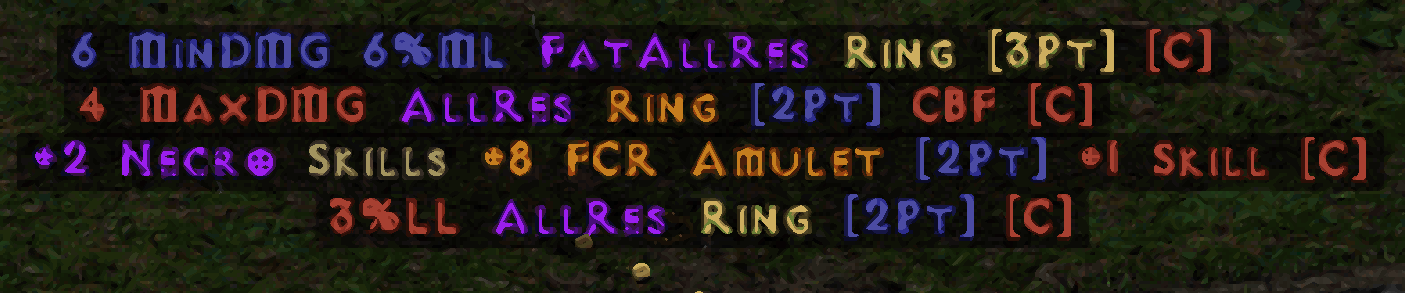 6 MinDMG 6%ML FatAllRes Ring [3Pt] [C]
4 MaxDMG AllRes Ring [2Pt] CBF [C]
+2 Necro Skills +8 FCR Amulet [2Pt] +1 Skill [C]
3%LL AllRes Ring [2Pt] [C]